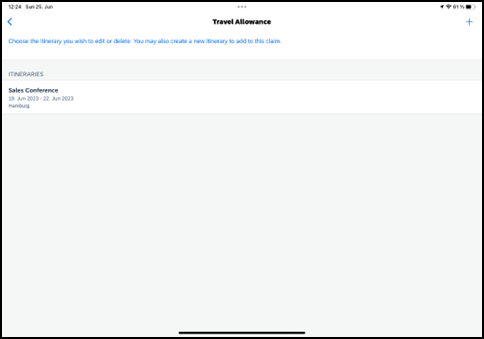 12:24 Sun 25. Jun
61%
Travel Allowance
Choose the itinerary you wish to edit or delete. You may also create a new itinerary to add to this claim.
ITINERARIES
Sales Conference
19. Jun 2023 - 22. Jun 2023
Hamburg